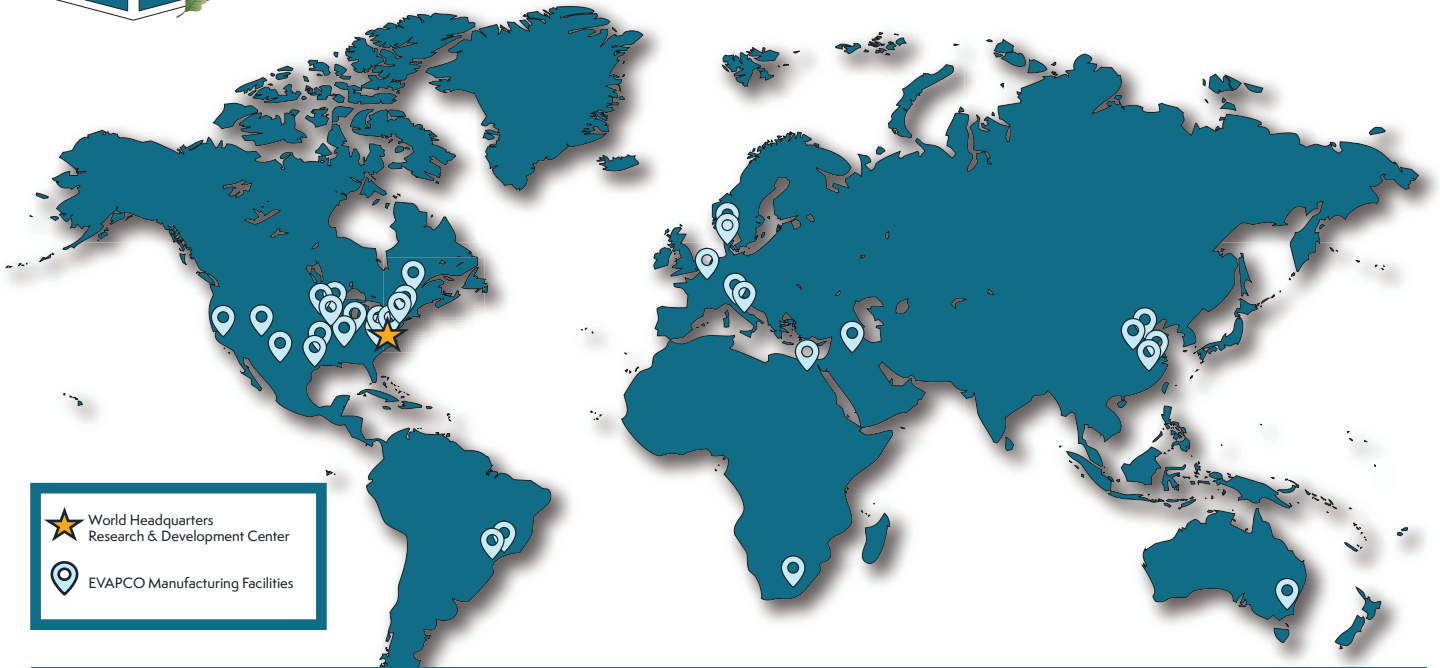 World Headquarters
Research & Development Center
EVAPCO Manufacturing Facilities